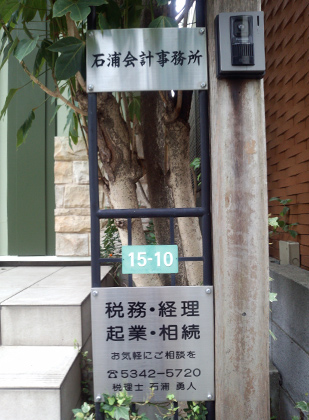 石浦会計事務所
15-10
税務・経理
起業・相続
お気軽にご相談を
☎5342-5720
税理士 石浦 勇人